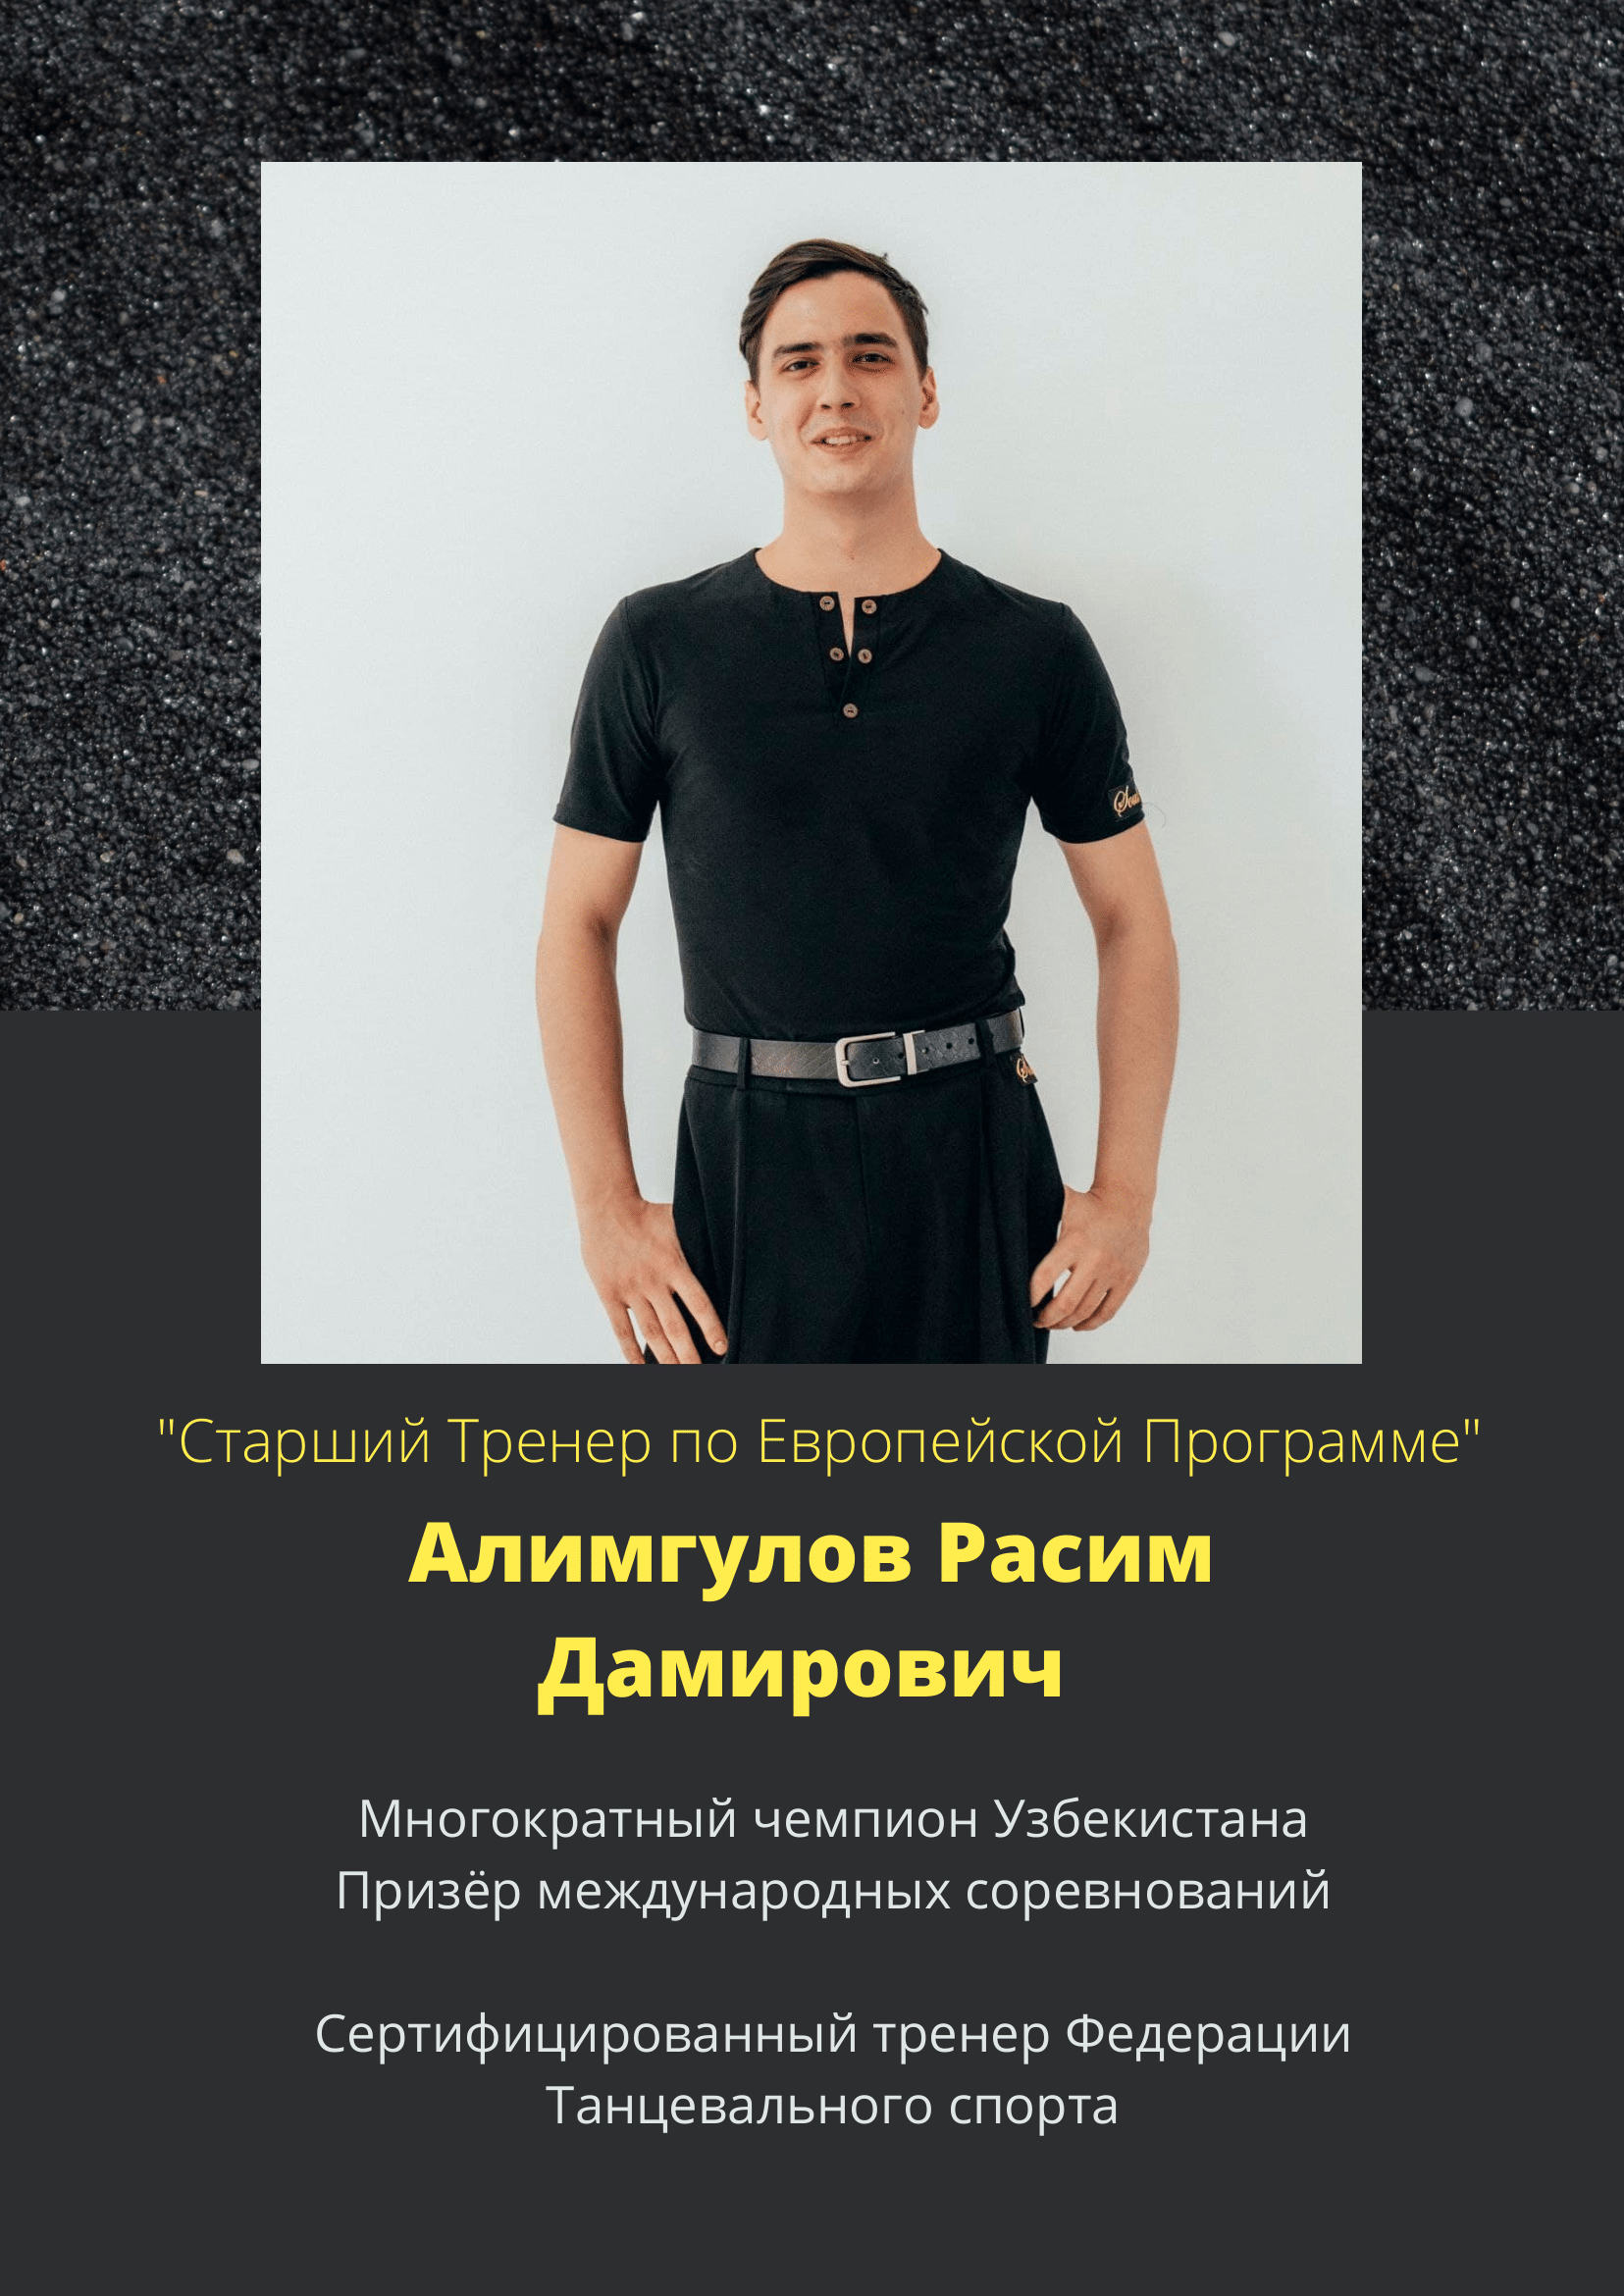 "Старший Тренер по Европейской Программе"
Алимгулов Расим
Дамирович
Многократный чемпион Узбекистана
Призёр международных соревнований
Сертифицированный тренер Федерации
Танцевального спорта